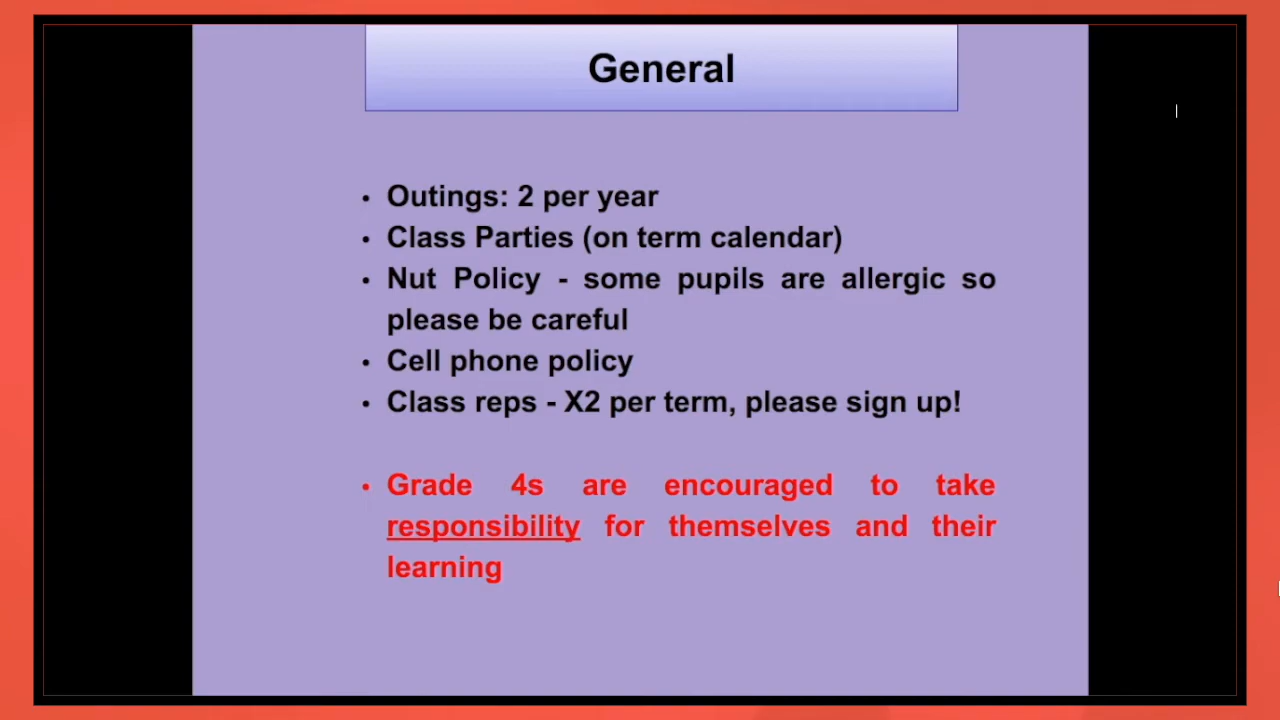 General
• Outings: 2 per year
• Class Parties (on term calendar)
• Nut Policy - some pupils are allergic so
please be careful
• Cell phone policy
• Class reps - X2 per term, please sign up!
• Grade 4s are encouraged to take
responsibility for themselves and their
learning